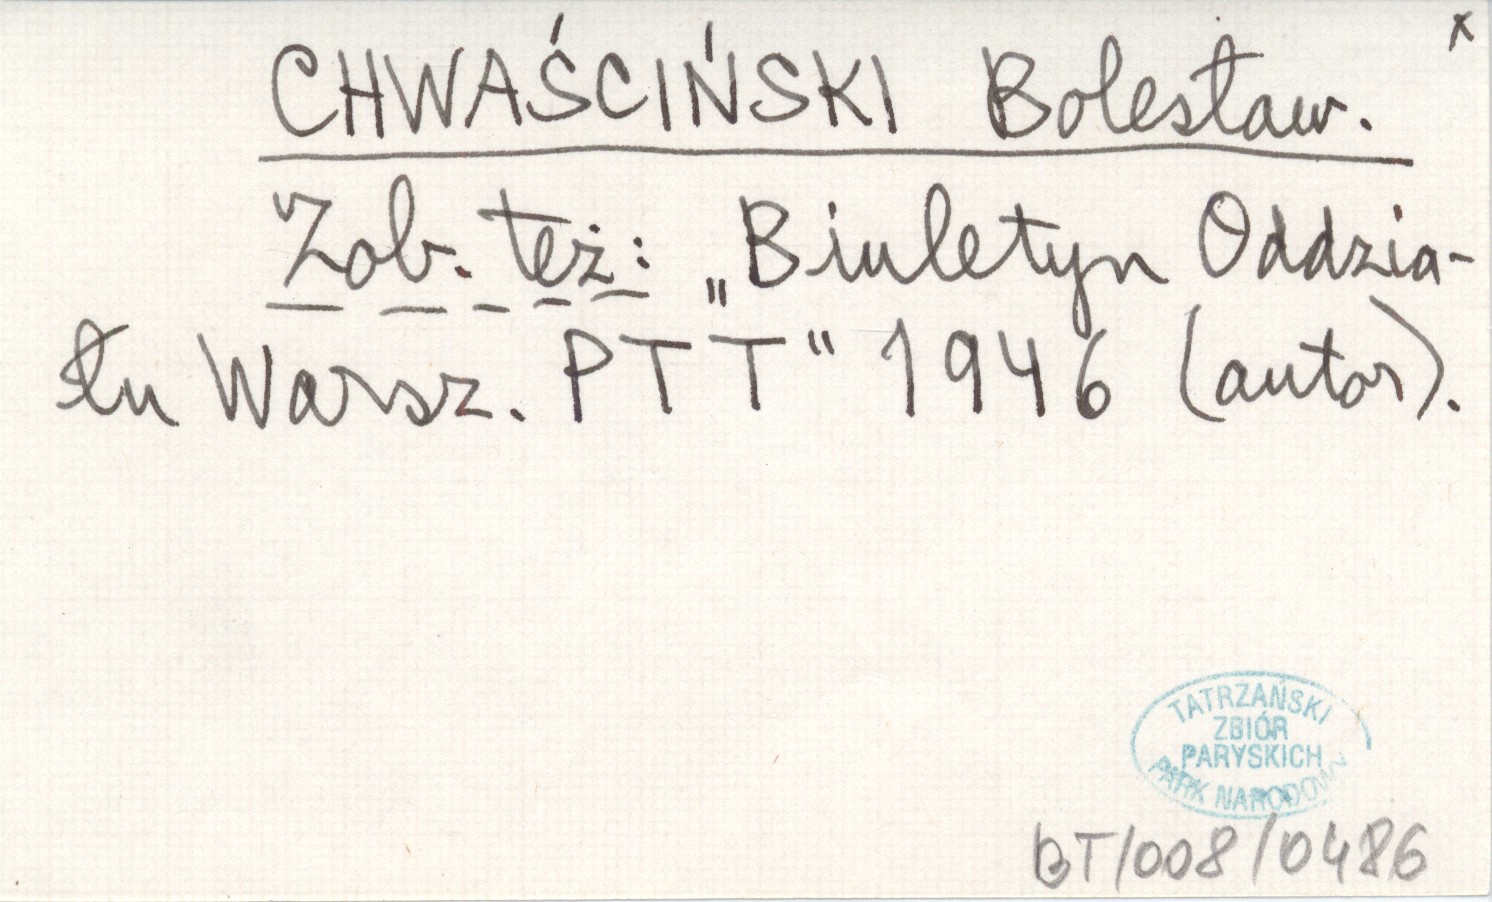 x
CHWAŚCIŃSKI Bolesław.
Zob. też: „Biuletyn Oddzia-
łu Warsz. PTT“ 1946 (autor).
TATRZAŃSKI
ZBIÓR
PARYSKICH
PARK NARODOWY
BT/008/0486